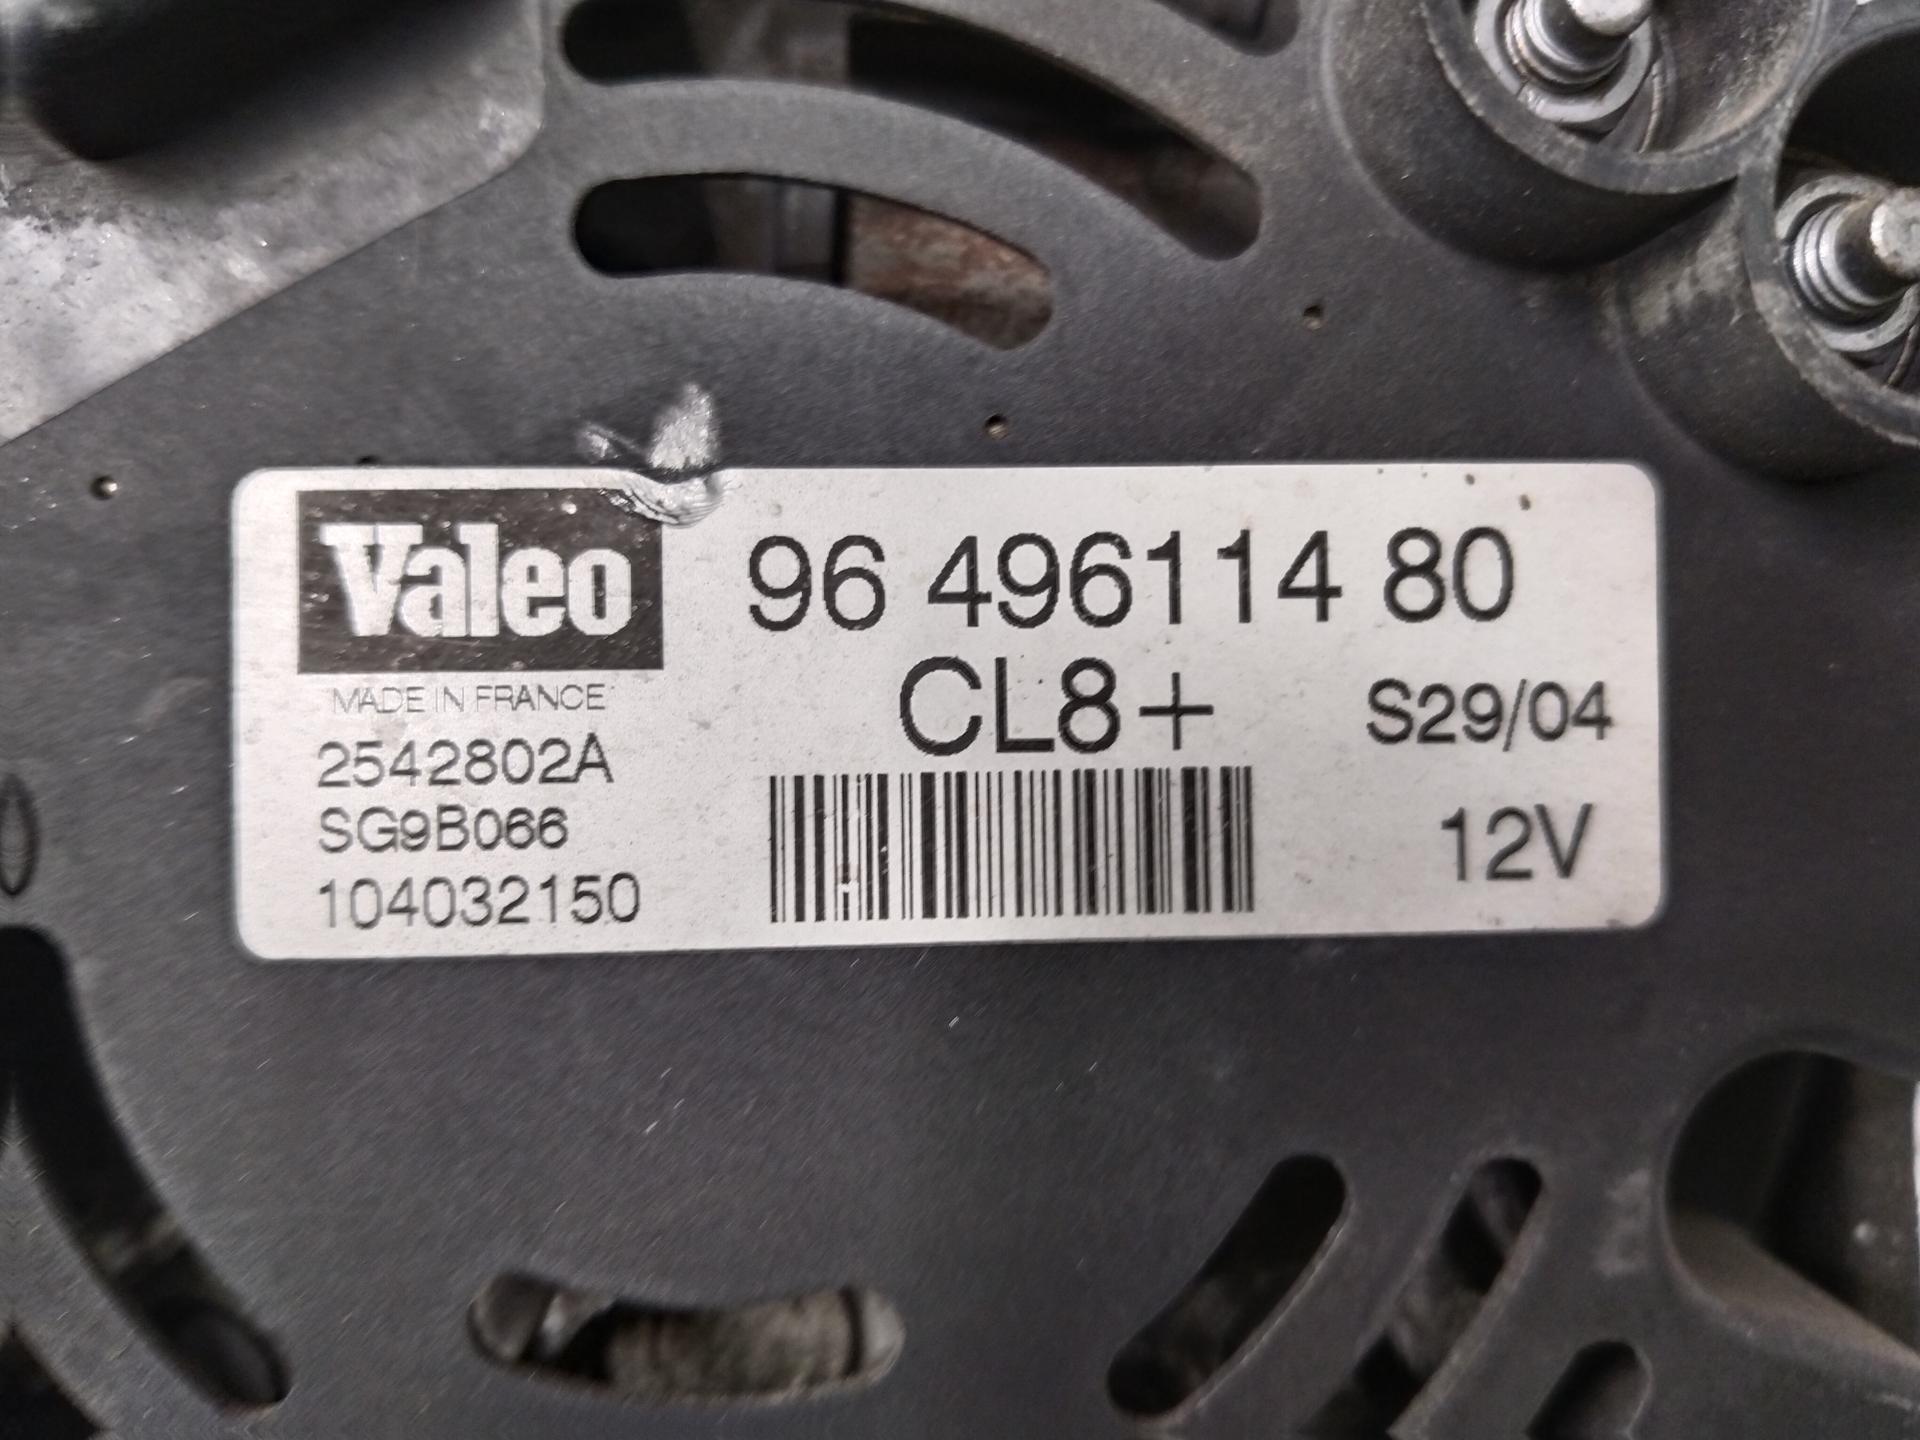 Valeo
96 496114 80
MADE IN FRANCE
CL8+
S29/04
2542802A
SG9B066
12V
104032150